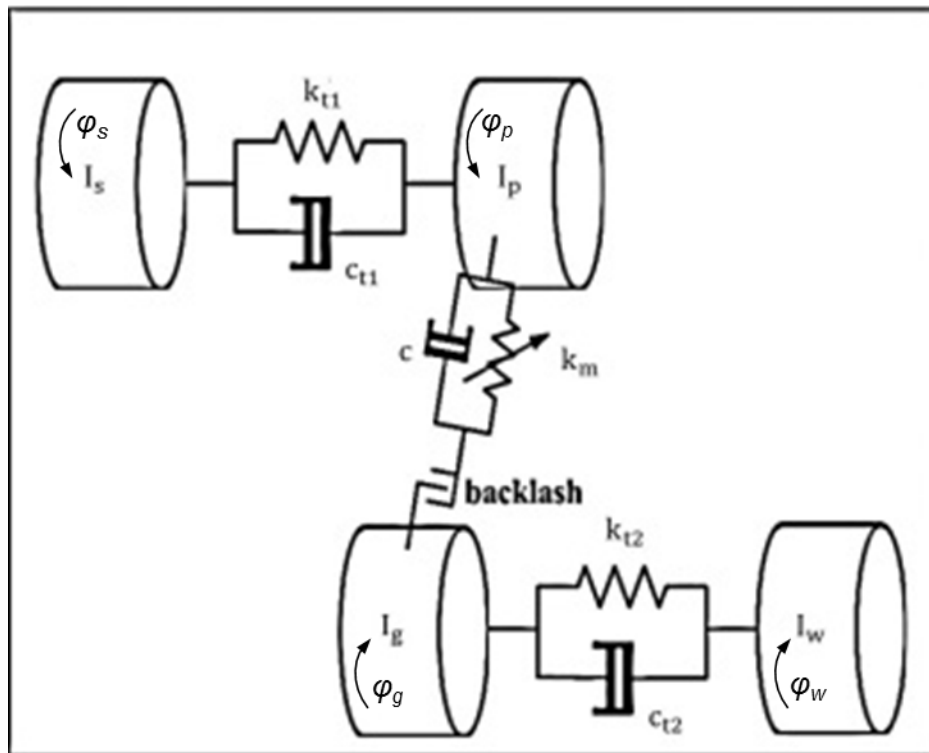 k_t1
φ_s
φ_p
I_s
I_p
c_t1
c
k_m
backlash
k_t2
I_g
I_w
φ_g
φ_w
c_t2